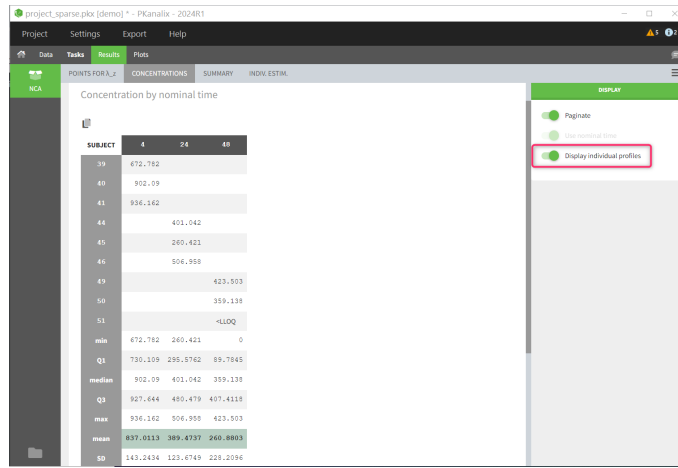 project_sparse.pkx [demo] * - PKanalix - 2024R1
Project Settings Export Help
5 2
Data Tasks Results Plots
NCA
POINTS FOR λ_z CONCENTRATIONS SUMMARY INDIV. ESTIM.
Concentration by nominal time
SUBJECT 4 24 48
39 672.782
40 902.09
41 936.162
44 401.042
45 260.421
46 506.958
49 423.503
50 359.138
51 <LLOQ
min 672.782 260.421 0
Q1 730.109 295.5762 89.7845
median 902.09 401.042 359.138
Q3 927.644 480.479 407.4118
max 936.162 506.958 423.503
mean 837.0113 389.4737 260.8803
SD 143.2434 123.6749 228.2096
DISPLAY
Paginate
Use nominal time
Display individual profiles